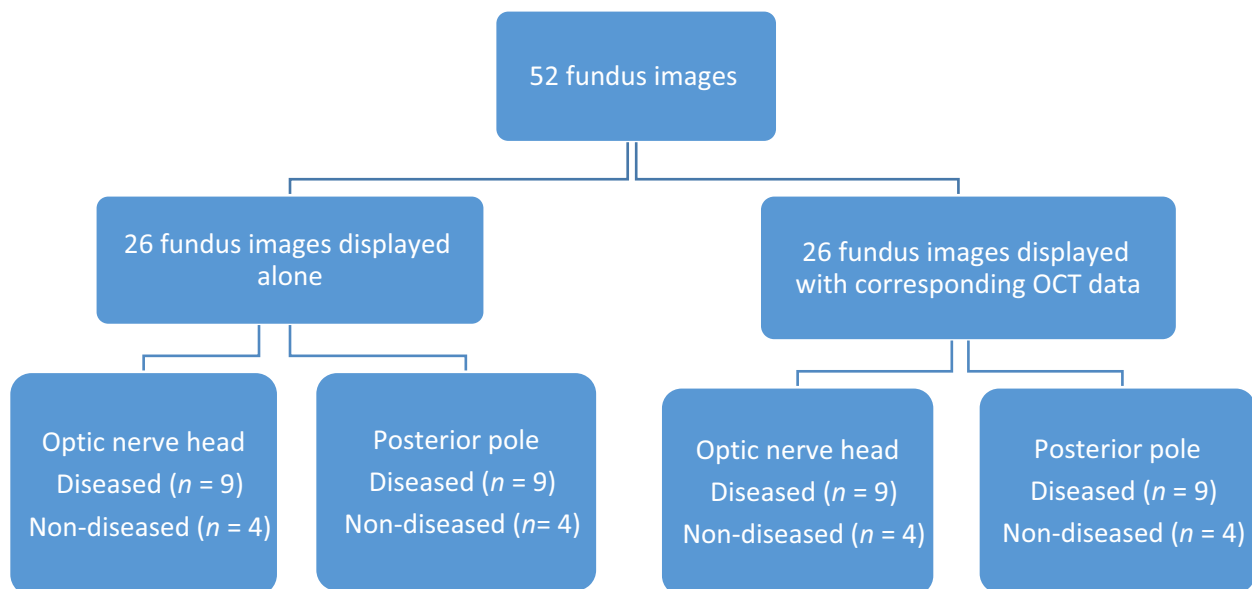 52 fundus images
26 fundus images displayed
alone
26 fundus images displayed
with corresponding OCT data
Optic nerve head
Diseased (n = 9)
Non-diseased (n = 4)
Posterior pole
Diseased (n = 9)
Non-diseased (n= 4)
Optic nerve head
Diseased (n = 9)
Non-diseased (n = 4)
Posterior pole
Diseased (n = 9)
Non-diseased (n = 4)